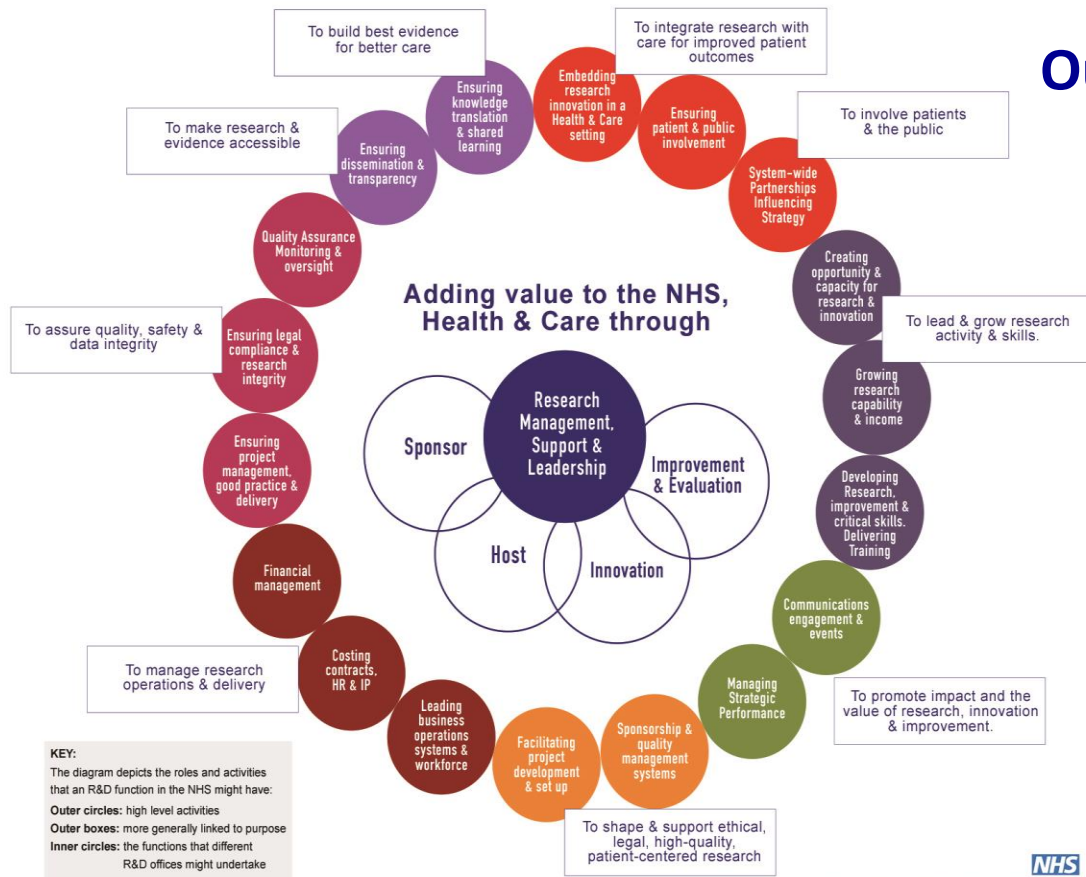 To build best evidence
for better care
To integrate research with
care for improved patient
outcomes
To involve patients
& the public
To make research &
evidence accessible
Ensuring
knowledge
translation
& shared
learning
Embedding
research
innovation in a
Health & Care
setting
Ensuring
patient & public
involvement
System-wide
Partnerships
Influencing
Strategy
Ensuring
dissemination &
transparency
Quality Assurance
Monitoring &
oversight
Creating
opportunity &
capacity for
research &
innovation
To lead & grow research
activity & skills.
To assure quality, safety &
data integrity
Ensuring legal
compliance &
research
integrity
Growing
research
capability
& income
Adding value to the NHS,
Health & Care through
Research
Management,
Support &
Leadership
Sponsor
Improvement
& Evaluation
Host
Innovation
Ensuring
project
management,
good practice &
delivery
Developing
Research,
improvement &
critical skills.
Delivering
Training
Financial
management
Communications
engagement &
events
Costing
contracts,
HR & IP
To manage research
operations & delivery
Managing
Strategic
Performance
To promote impact and the
value of research, innovation
& improvement.
Leading
business
operations
systems &
workforce
Facilitating
project
development
& set up
Sponsorship &
quality
management
systems
To shape & support ethical,
legal, high-quality,
patient-centered research
KEY:
The diagram depicts the roles and activities
that an R&D function in the NHS might have:
Outer circles: high level activities
Outer boxes: more generally linked to purpose
Inner circles: the functions that different
R&D offices might undertake
NHS